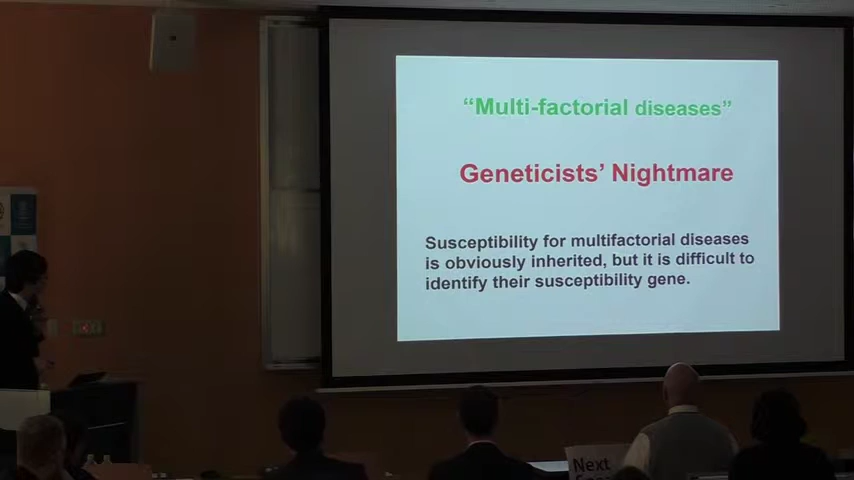 “Multi-factorial diseases”
Geneticists’ Nightmare
Susceptibility for multifactorial diseases
is obviously inherited, but it is difficult to
identify their susceptibility gene.
Next